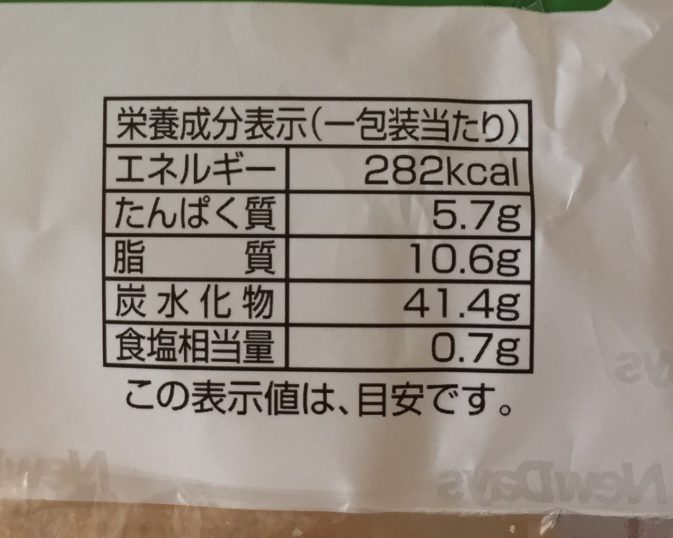 栄養成分表示(一包装当たり)
エネルギー 282kcal
たんぱく質 5.7g
脂質 10.6g
炭水化物 41.4g
食塩相当量 0.7g
この表示値は、目安です。
NewDays